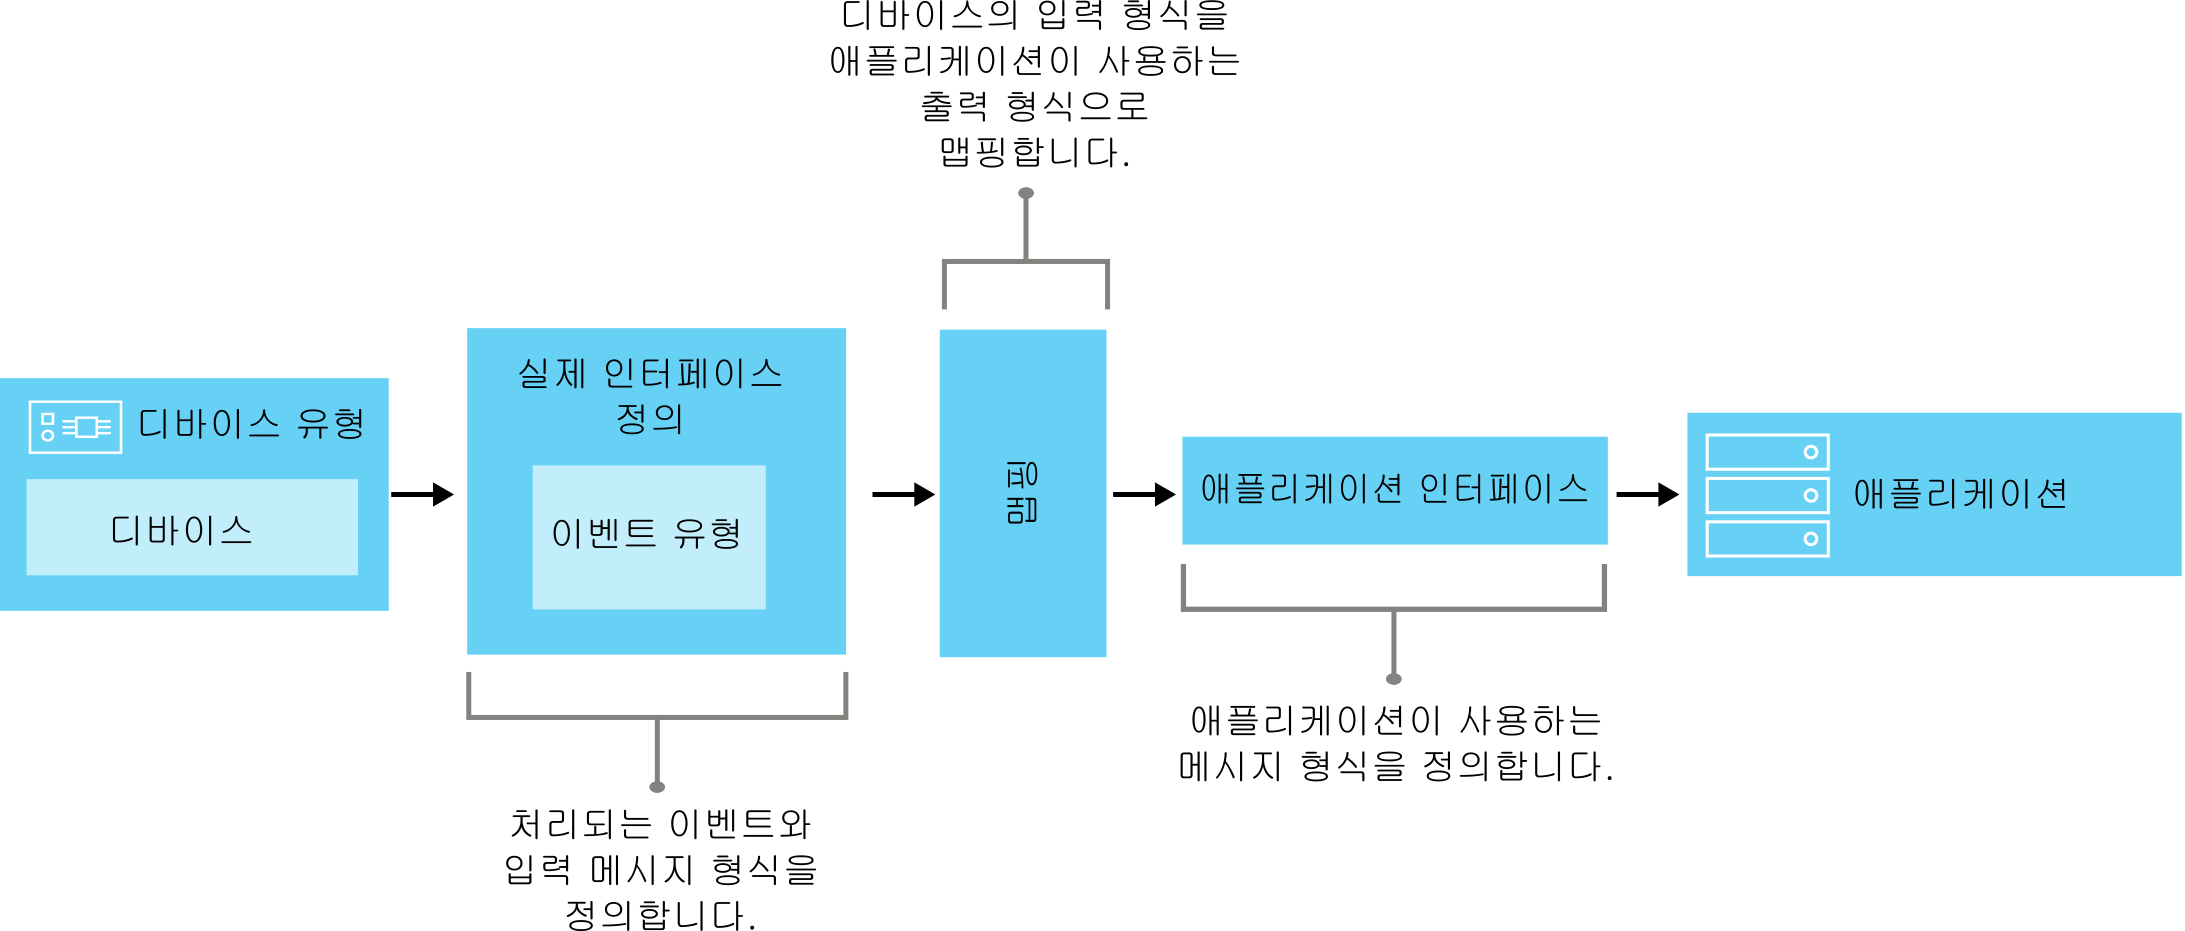 디바이스의 입력 형식을
애플리케이션이 사용하는
출력 형식으로
맵핑합니다.
디바이스 유형
디바이스
실제 인터페이스
정의
이벤트 유형
맵핑
애플리케이션 인터페이스
애플리케이션
처리되는 이벤트와
입력 메시지 형식을
정의합니다.
애플리케이션이 사용하는
메시지 형식을 정의합니다.